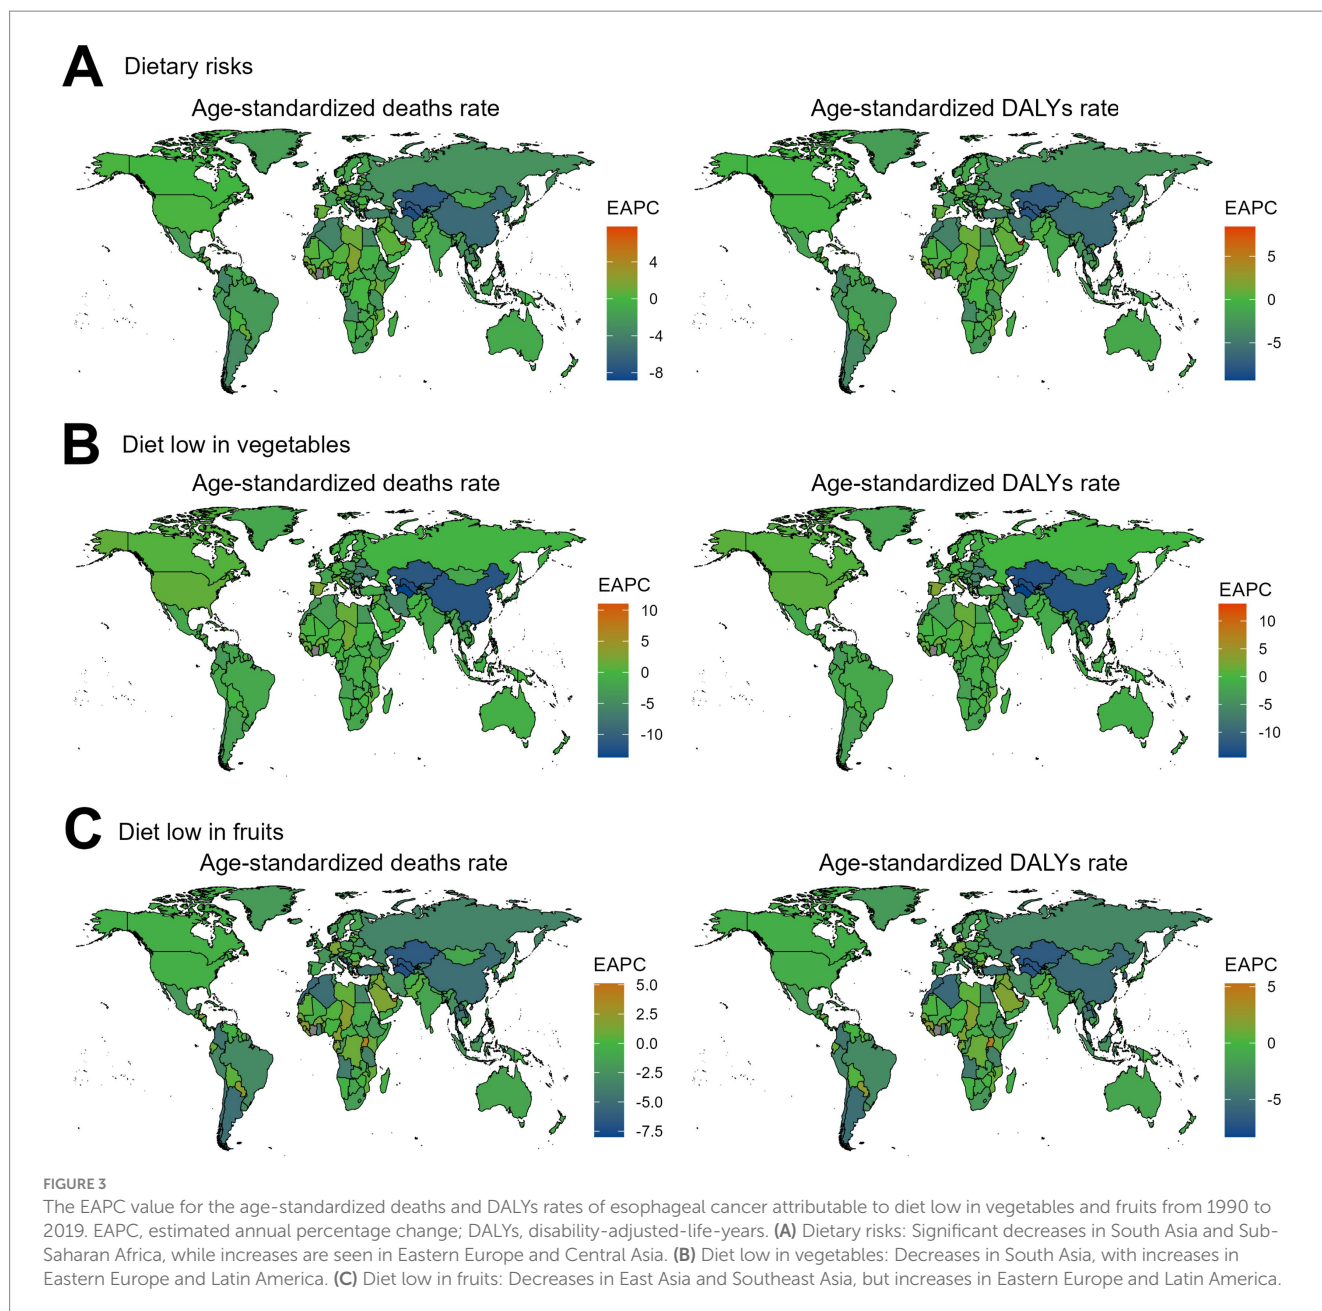 A Dietary risks
Age-standardized deaths rate
Age-standardized DALYs rate
EAPC
4
0
-4
-8
EAPC
5
0
-5
B Diet low in vegetables
Age-standardized deaths rate
Age-standardized DALYs rate
EAPC
10
5
0
-5
-10
EAPC
10
5
0
-5
-10
C Diet low in fruits
Age-standardized deaths rate
Age-standardized DALYs rate
EAPC
5.0
2.5
0.0
-2.5
-5.0
-7.5
EAPC
5
0
-5
FIGURE 3
The EAPC value for the age-standardized deaths and DALYs rates of esophageal cancer attributable to diet low in vegetables and fruits from 1990 to
2019. EAPC, estimated annual percentage change; DALYs, disability-adjusted-life-years. (A) Dietary risks: Significant decreases in South Asia and Sub-
Saharan Africa, while increases are seen in Eastern Europe and Central Asia. (B) Diet low in vegetables: Decreases in South Asia, with increases in
Eastern Europe and Latin America. (C) Diet low in fruits: Decreases in East Asia and Southeast Asia, but increases in Eastern Europe and Latin America.